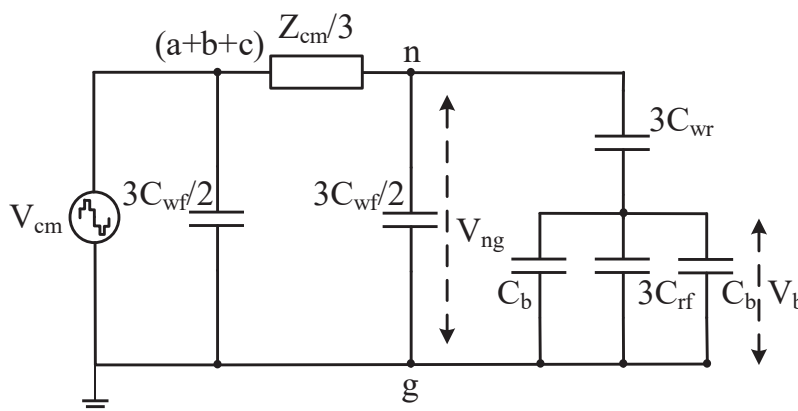 (a+b+c)
Z_cm/3
n
3C_wr
3C_wf/2
3C_wf/2
V_cm
V_ng
C_b
3C_rf
C_b
V_b
g